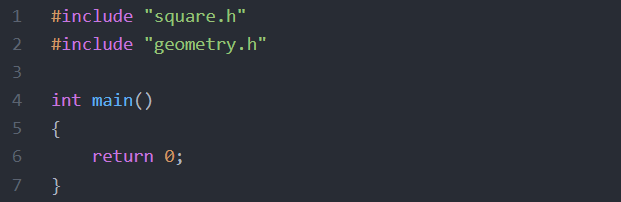 1 #include "square.h"
2 #include "geometry.h"
3
4 int main()
5 {
6     return 0;
7 }